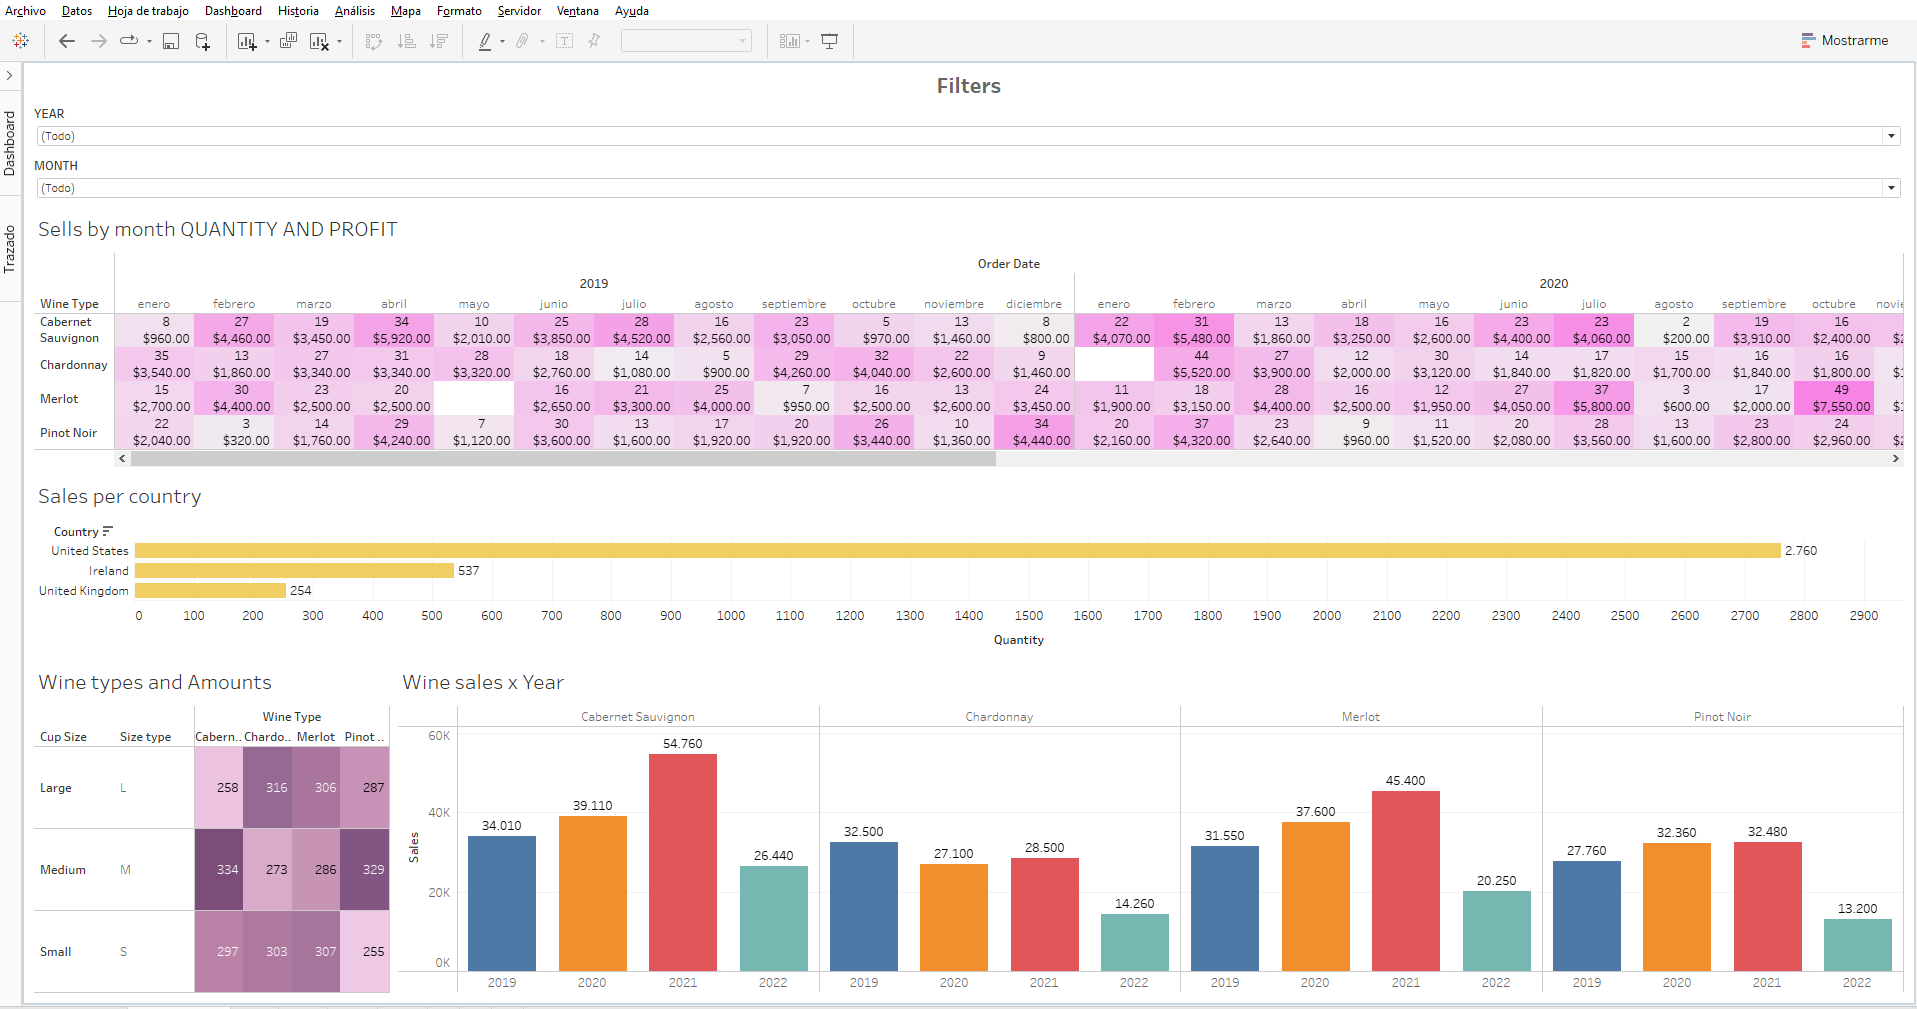 Archivo Datos Hoja de trabajo Dashboard Historia Análisis Mapa Formato Servidor Ventana Ayuda
Mostrarme
Dashboard
Trazado
Filters
YEAR
(Todo)
MONTH
(Todo)
Sells by month QUANTITY AND PROFIT
Order Date
2019 2020
Wine Type enero febrero marzo abril mayo junio julio agosto septiembre octubre noviembre diciembre enero febrero marzo abril mayo junio julio agosto septiembre octubre
Cabernet 8 27 19 34 10 25 28 16 23 5 13 8 22 31 13 18 16 23 23 2 19 16
Sauvignon $960.00 $4,460.00 $3,450.00 $5,920.00 $2,010.00 $3,850.00 $4,520.00 $2,560.00 $3,050.00 $970.00 $1,460.00 $800.00 $4,070.00 $5,480.00 $1,860.00 $3,250.00 $2,600.00 $4,400.00 $4,060.00 $200.00 $3,910.00 $2,400.00
Chardonnay 35 13 27 31 28 18 14 5 29 32 22 9 44 27 12 30 14 17 15 16 16
$3,540.00 $1,860.00 $3,340.00 $3,340.00 $3,320.00 $2,760.00 $1,080.00 $900.00 $4,260.00 $4,040.00 $2,600.00 $1,460.00 $5,520.00 $3,900.00 $2,000.00 $3,120.00 $1,840.00 $1,820.00 $1,700.00 $1,840.00 $1,800.00
Merlot 15 30 23 20 16 21 25 7 16 13 24 11 18 28 16 12 27 37 3 17 49
$2,700.00 $4,400.00 $2,500.00 $2,500.00 $2,650.00 $3,300.00 $4,000.00 $950.00 $2,500.00 $2,600.00 $3,450.00 $1,900.00 $3,150.00 $4,400.00 $2,500.00 $1,950.00 $4,050.00 $5,800.00 $600.00 $2,000.00 $7,550.00
Pinot Noir 22 3 14 29 7 30 13 17 20 26 10 34 20 37 23 9 11 20 28 13 23 24
$2,040.00 $320.00 $1,760.00 $4,240.00 $1,120.00 $3,600.00 $1,600.00 $1,920.00 $1,920.00 $3,440.00 $1,360.00 $4,440.00 $2,160.00 $4,320.00 $2,640.00 $960.00 $1,520.00 $2,080.00 $3,560.00 $1,600.00 $2,800.00 $2,960.00
Sales per country
Country
United States 2.760
Ireland 537
United Kingdom 254
0 100 200 300 400 500 600 700 800 900 1000 1100 1200 1300 1400 1500 1600 1700 1800 1900 2000 2100 2200 2300 2400 2500 2600 2700 2800 2900
Quantity
Wine types and Amounts
Wine Type
Cup Size Size type Cabern.. Chardo.. Merlot Pinot ..
Large L 258 316 306 287
Medium M 334 273 286 329
Small S 297 303 307 255
Wine sales x Year
Cabernet Sauvignon Chardonnay Merlot Pinot Noir
Sales
60K
40K
20K
0K
34.010 39.110 54.760 26.440 32.500 27.100 28.500 14.260 31.550 37.600 45.400 20.250 27.760 32.360 32.480 13.200
2019 2020 2021 2022 2019 2020 2021 2022 2019 2020 2021 2022 2019 2020 2021 2022